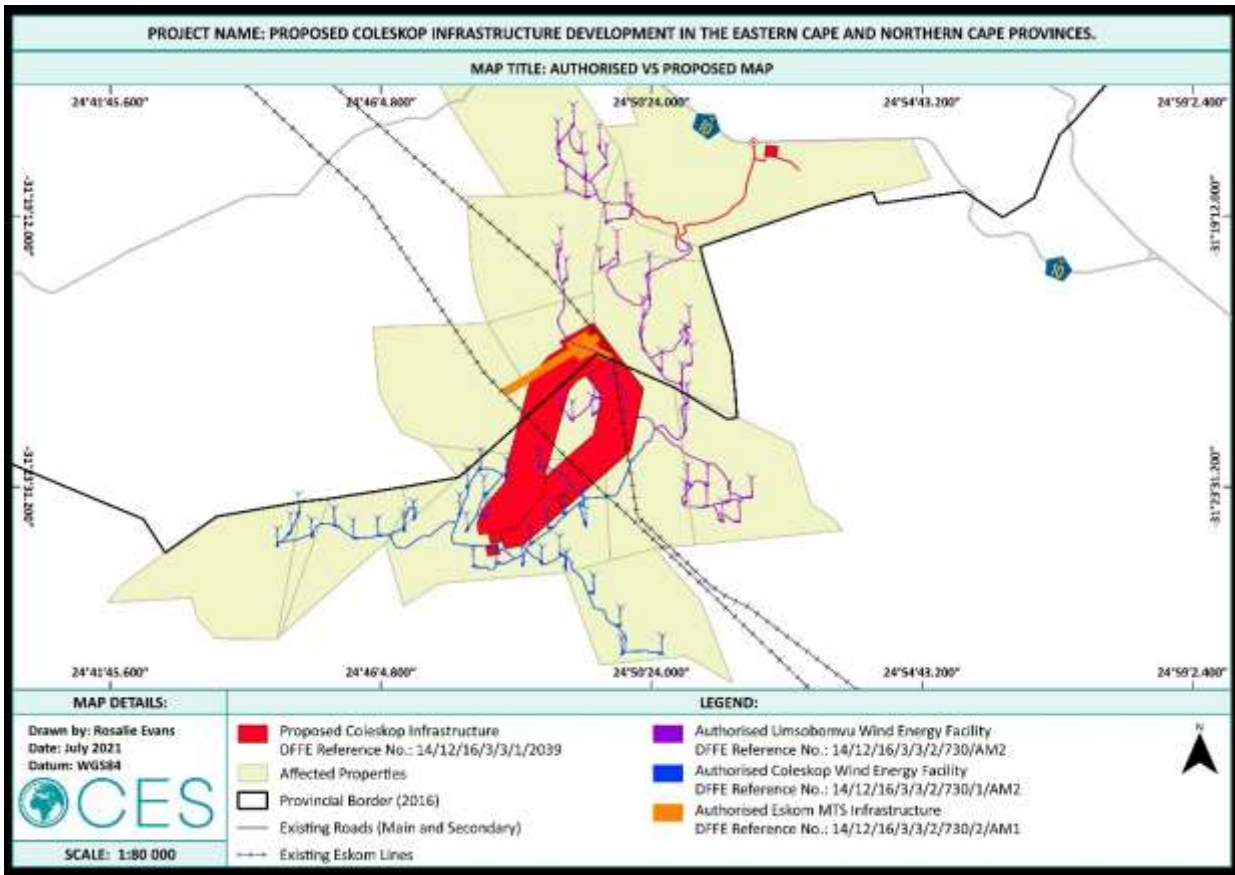 PROJECT NAME: PROPOSED COLESKOP INFRASTRUCTURE DEVELOPMENT IN THE EASTERN CAPE AND NORTHERN CAPE PROVINCES.
MAP TITLE: AUTHORISED VS PROPOSED MAP
24°41'45.600"
24°46'4.800"
24°50'24.000"
24°54'43.200"
24°59'2.400"
-31°19'12.000"
-31°19'12.000"
10
10
-31°23'31.200"
-31°23'31.200"
24°41'45.600"
24°46'4.800"
24°50'24.000"
24°54'43.200"
24°59'2.400"
MAP DETAILS:
Drawn by: Rosalie Evans
Date: July 2021
Datum: WGS84
CES
SCALE: 1:80 000
LEGEND:
Proposed Coleskop Infrastructure
DFFE Reference No.: 14/12/16/3/3/1/2039
Affected Properties
Provincial Border (2016)
Existing Roads (Main and Secondary)
Existing Eskom Lines
Authorised Umsobomvu Wind Energy Facility
DFFE Reference No.: 14/12/16/3/3/2/730/AM2
Authorised Coleskop Wind Energy Facility
DFFE Reference No.: 14/12/16/3/3/2/730/1/AM2
Authorised Eskom MTS Infrastructure
DFFE Reference No.: 14/12/16/3/3/2/730/2/AM1
N